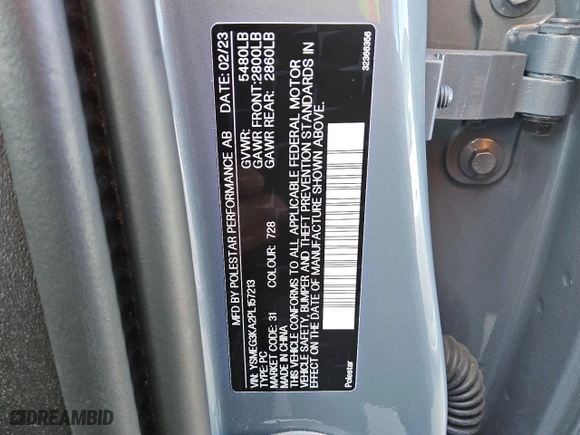 MFD BY POLESTAR PERFORMANCE AB DATE: 02/23
GVWR: 5480LB
GAWR FRONT:2800LB
GAWR REAR: 2860LB
VIN: YSMEG3KA2PL157213
TYPE: PC
MARKET CODE: 31 COLOUR: 728
MADE IN CHINA
THIS VEHICLE CONFORMS TO ALL APPLICABLE FEDERAL MOTOR
VEHICLE SAFETY, BUMPER AND THEFT PREVENTION STANDARDS IN
EFFECT ON THE DATE OF MANUFACTURE SHOWN ABOVE.
Polestar
32366356
DREAMBID